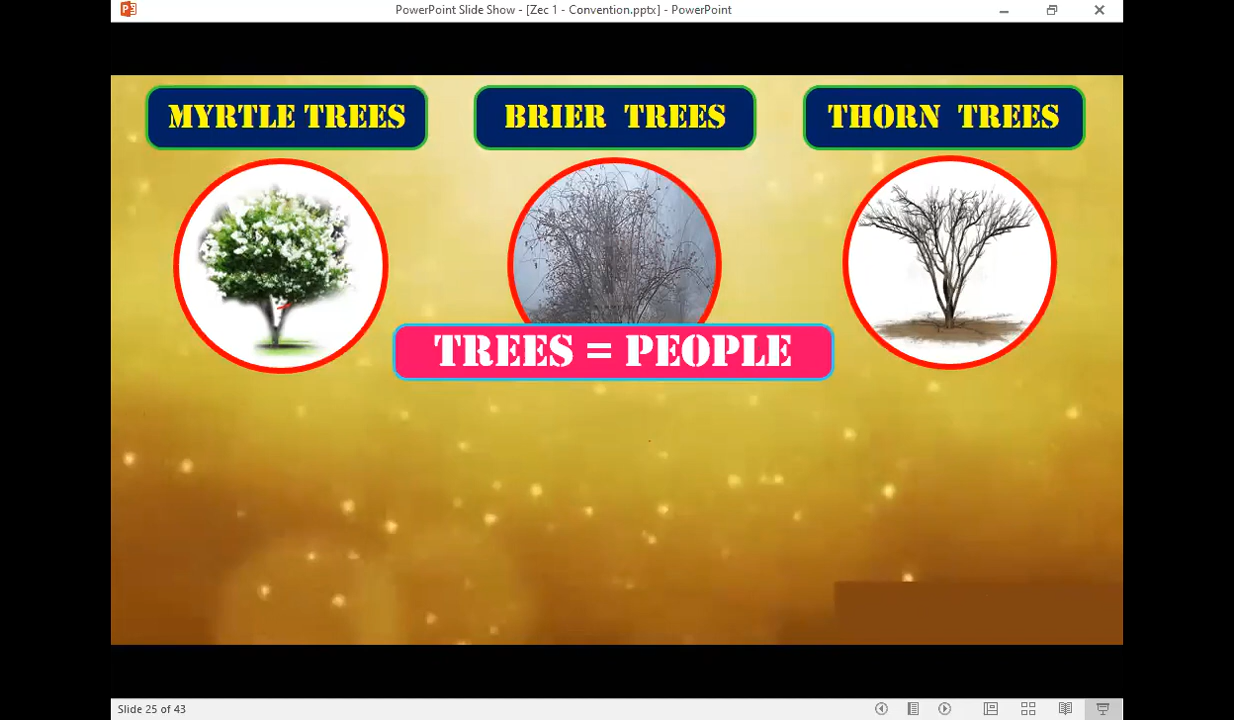 PowerPoint Slide Show - [Zec 1 - Convention.pptx] - PowerPoint
MYRTLE TREES
BRIER TREES
THORN TREES
TREES = PEOPLE
Slide 25 of 43